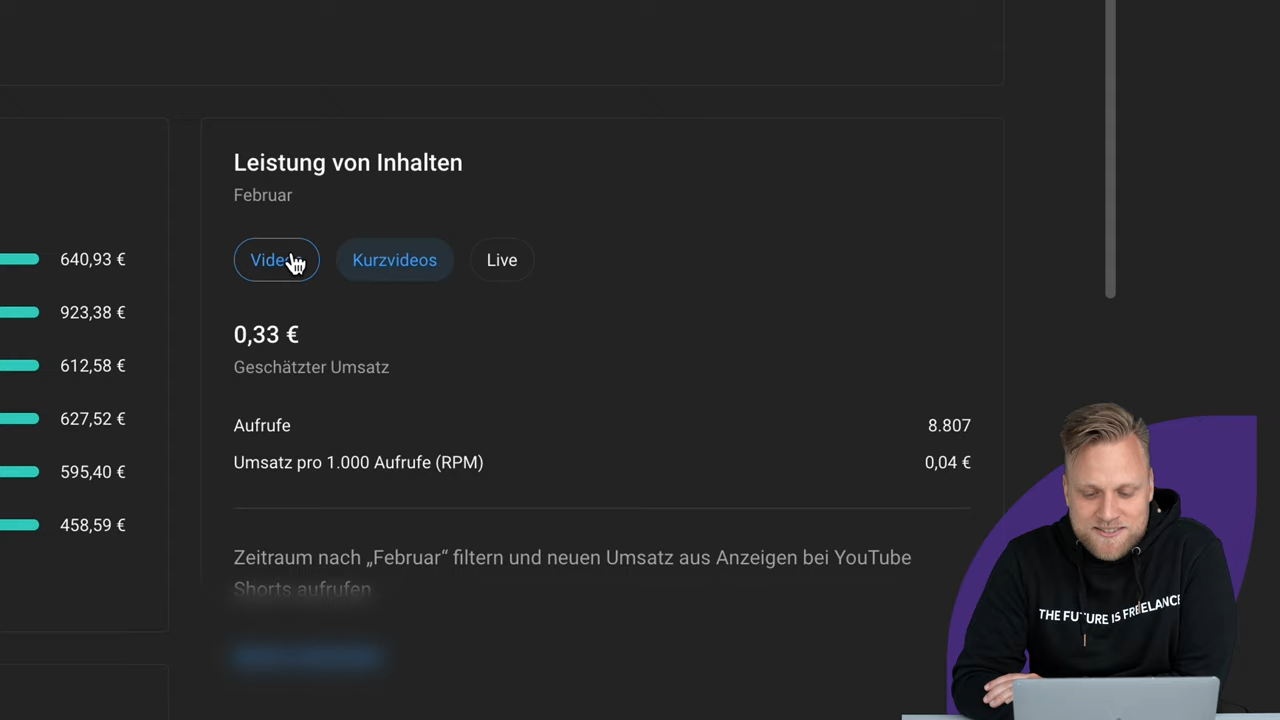 640,93 €
923,38 €
612,58 €
627,52 €
595,40 €
458,59 €
Leistung von Inhalten
Februar
Videos
Kurzvideos
Live
0,33 €
Geschätzter Umsatz
Aufrufe
8.807
Umsatz pro 1.000 Aufrufe (RPM)
0,04 €
Zeitraum nach „Februar“ filtern und neuen Umsatz aus Anzeigen bei YouTube
Shorts aufrufen
THE FUTURE IS FREELANCE